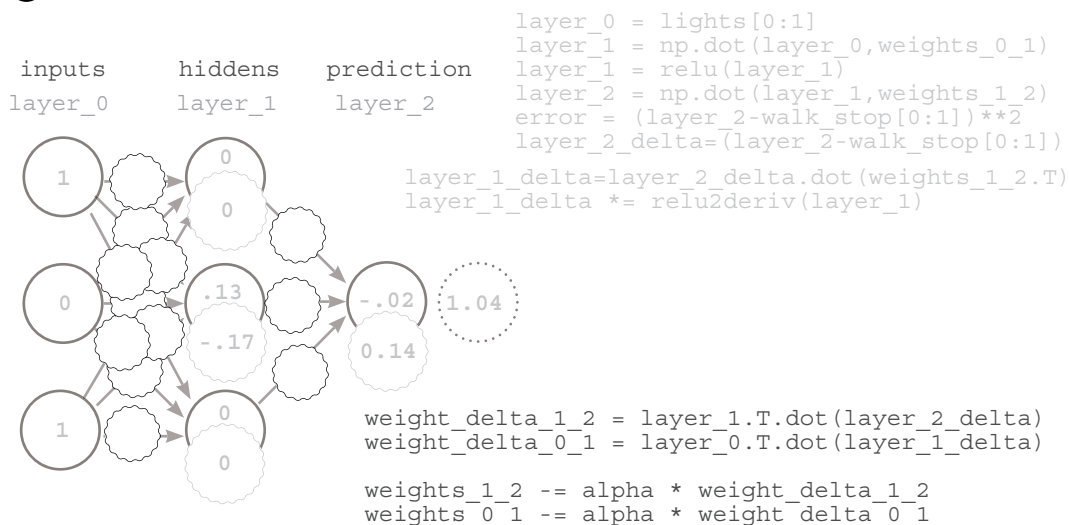 layer_0 = lights[0:1]
layer_1 = np.dot(layer_0,weights_0_1)
layer_1 = relu(layer_1)
layer_2 = np.dot(layer_1,weights_1_2)
error = (layer_2-walk_stop[0:1])**2
layer_2_delta=(layer_2-walk_stop[0:1])
layer_1_delta=layer_2_delta.dot(weights_1_2.T)
layer_1_delta *= relu2deriv(layer_1)
inputs hiddens prediction
layer_0 layer_1 layer_2
0
1
0
0
.13
-.02
1.04
-.17
0.14
0
1
0
weight_delta_1_2 = layer_1.T.dot(layer_2_delta)
weight_delta_0_1 = layer_0.T.dot(layer_1_delta)
weights_1_2 -= alpha * weight_delta_1_2
weights_0_1 -= alpha * weight_delta_0_1